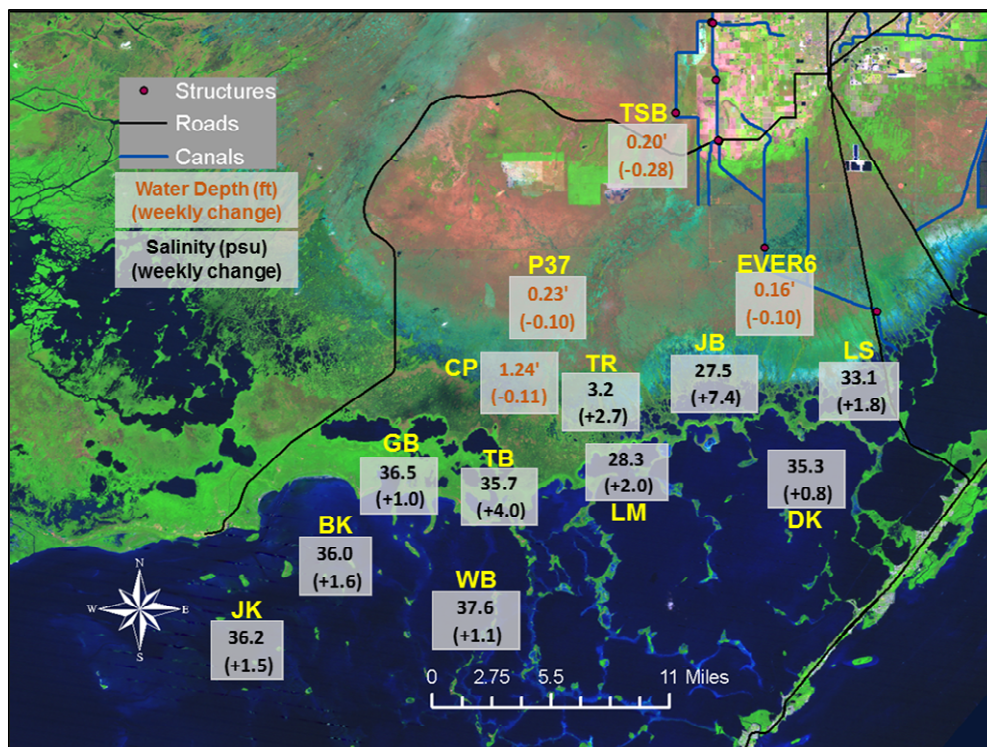 Structures
Roads
Canals
Water Depth (ft)
(weekly change)
Salinity (psu)
(weekly change)
TSB
0.20'
(-0.28)
P37
0.23'
(-0.10)
EVER6
0.16'
(-0.10)
CP
1.24'
(-0.11)
TR
3.2
(+2.7)
JB
27.5
(+7.4)
LS
33.1
(+1.8)
GB
36.5
(+1.0)
TB
35.7
(+4.0)
28.3
(+2.0)
LM
35.3
(+0.8)
DK
BK
36.0
(+1.6)
WB
37.6
(+1.1)
JK
36.2
(+1.5)
N
W E
S
0 2.75 5.5 11 Miles